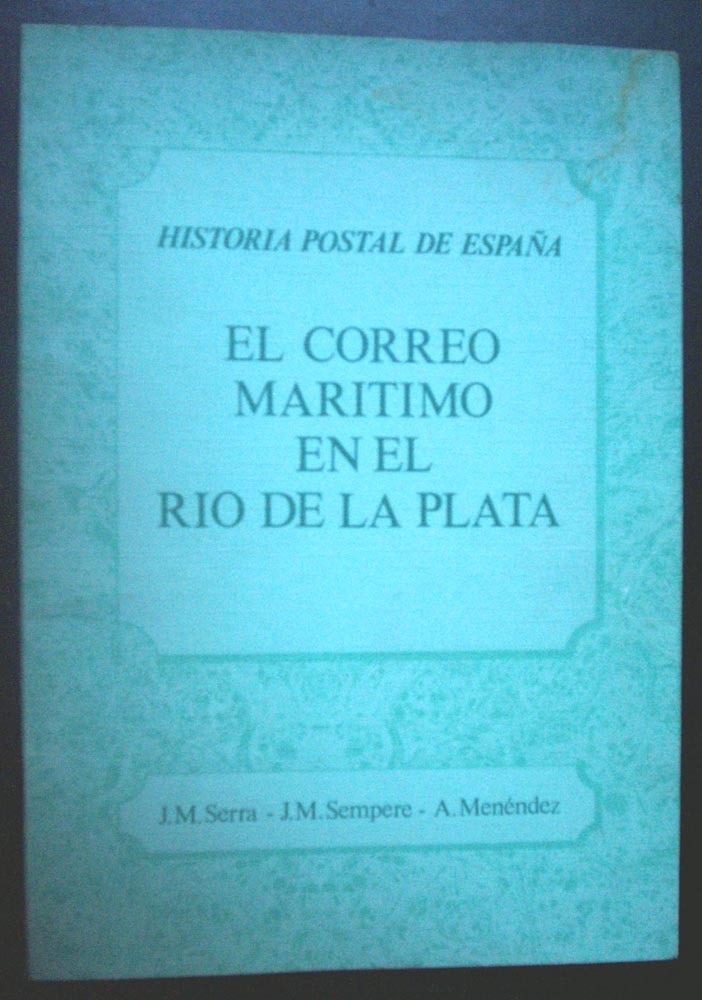 HISTORIA POSTAL DE ESPAÑA
EL CORREO
MARITIMO
EN EL
RIO DE LA PLATA
J.M. Serra - J.M. Sempere - A. Menéndez